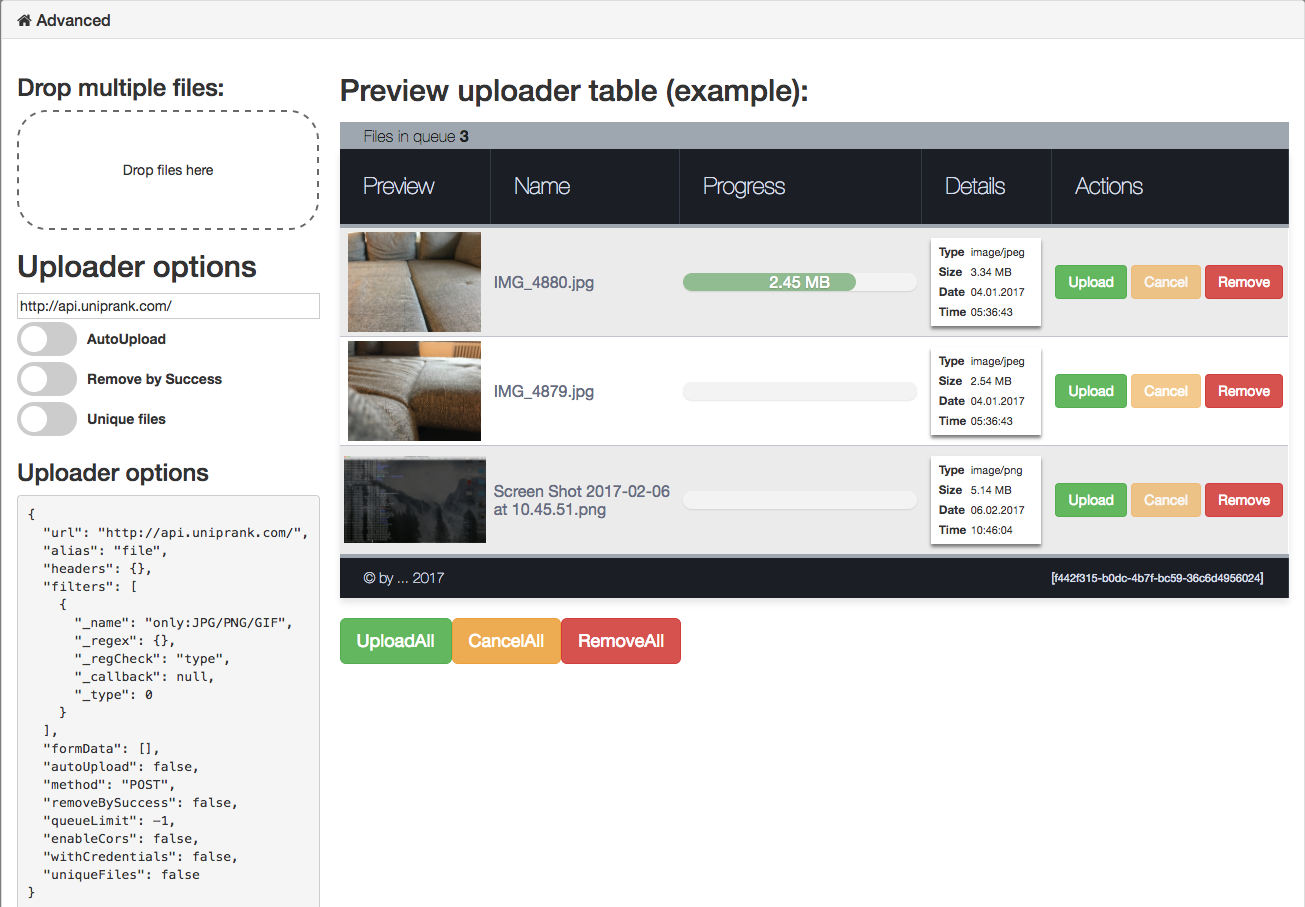 Advanced
Drop multiple files:
Drop files here
Uploader options
http://api.uniprank.com/
AutoUpload
Remove by Success
Unique files
Uploader options
{
"url": "http://api.uniprank.com/",
"alias": "file",
"headers": {},
"filters": [
{
"_name": "only:JPG/PNG/GIF",
"_regex": {},
"_regCheck": "type",
"_callback": null,
"_type": 0
}
],
"formData": [],
"autoUpload": false,
"method": "POST",
"removeBySuccess": false,
"queueLimit": -1,
"enableCors": false,
"withCredentials": false,
"uniqueFiles": false
}
Preview uploader table (example):
Files in queue 3
Preview Name Progress Details Actions
IMG_4880.jpg
2.45 MB
Type image/jpeg
Size 3.34 MB
Date 04.01.2017
Time 05:36:43
Upload Cancel Remove
IMG_4879.jpg
Type image/jpeg
Size 2.54 MB
Date 04.01.2017
Time 05:36:43
Upload Cancel Remove
Screen Shot 2017-02-06
at 10.45.51.png
Type image/png
Size 5.14 MB
Date 06.02.2017
Time 10:46:04
Upload Cancel Remove
© by ... 2017 [f442f315-b0dc-4b7f-bc59-36c6d4956024]
UploadAll CancelAll RemoveAll